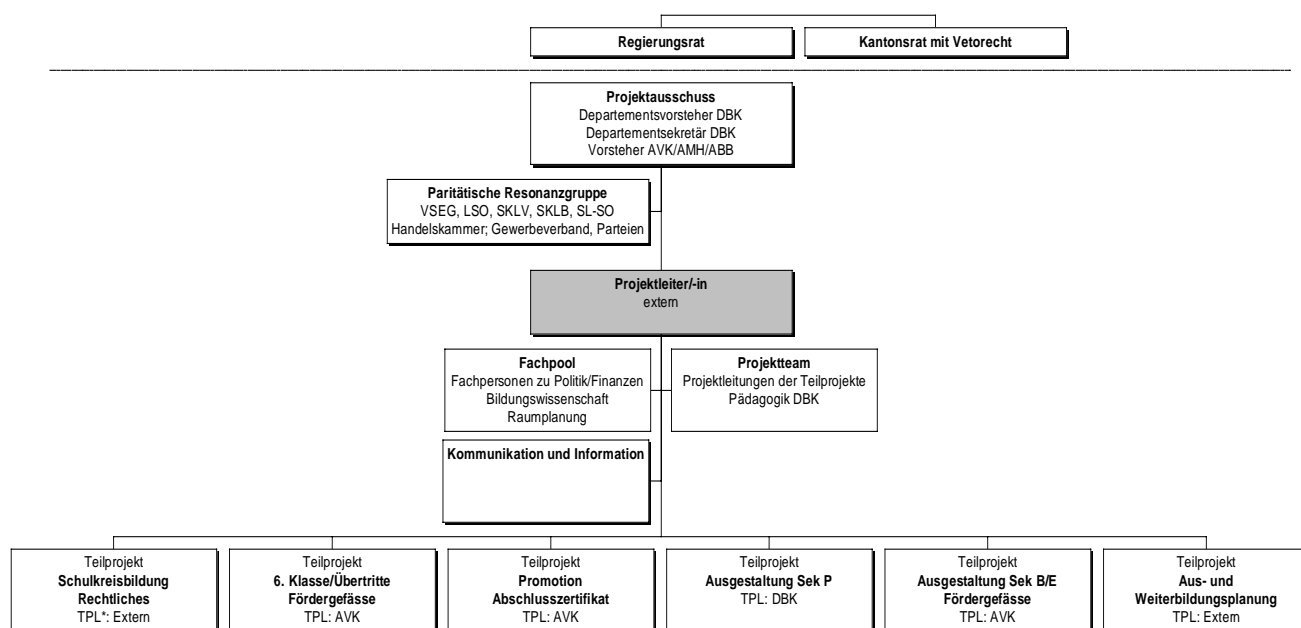 Regierungsrat
Kantonsrat mit Vetorecht
Projektausschuss
Departementsvorsteher DBK
Departementsekretär DBK
Vorsteher AVK/AMH/ABB
Paritätische Resonanzgruppe
VSEG, LSO, SKLV, SKLB, SL-SO
Handelskammer; Gewerbeverband, Parteien
Projektleiter/-in
extern
Fachpool
Fachpersonen zu Politik/Finanzen
Bildungswissenschaft
Raumplanung
Projektteam
Projektleitungen der Teilprojekte
Pädagogik DBK
Kommunikation und Information
Teilprojekt
Schulkreisbildung
Rechtliches
TPL*: Extern
Teilprojekt
6. Klasse/Übertritte
Fördergefässe
TPL: AVK
Teilprojekt
Promotion
Abschlusszertifikat
TPL: AVK
Teilprojekt
Ausgestaltung Sek P
TPL: DBK
Teilprojekt
Ausgestaltung Sek B/E
Fördergefässe
TPL: AVK
Teilprojekt
Aus- und
Weiterbildungsplanung
TPL: Extern